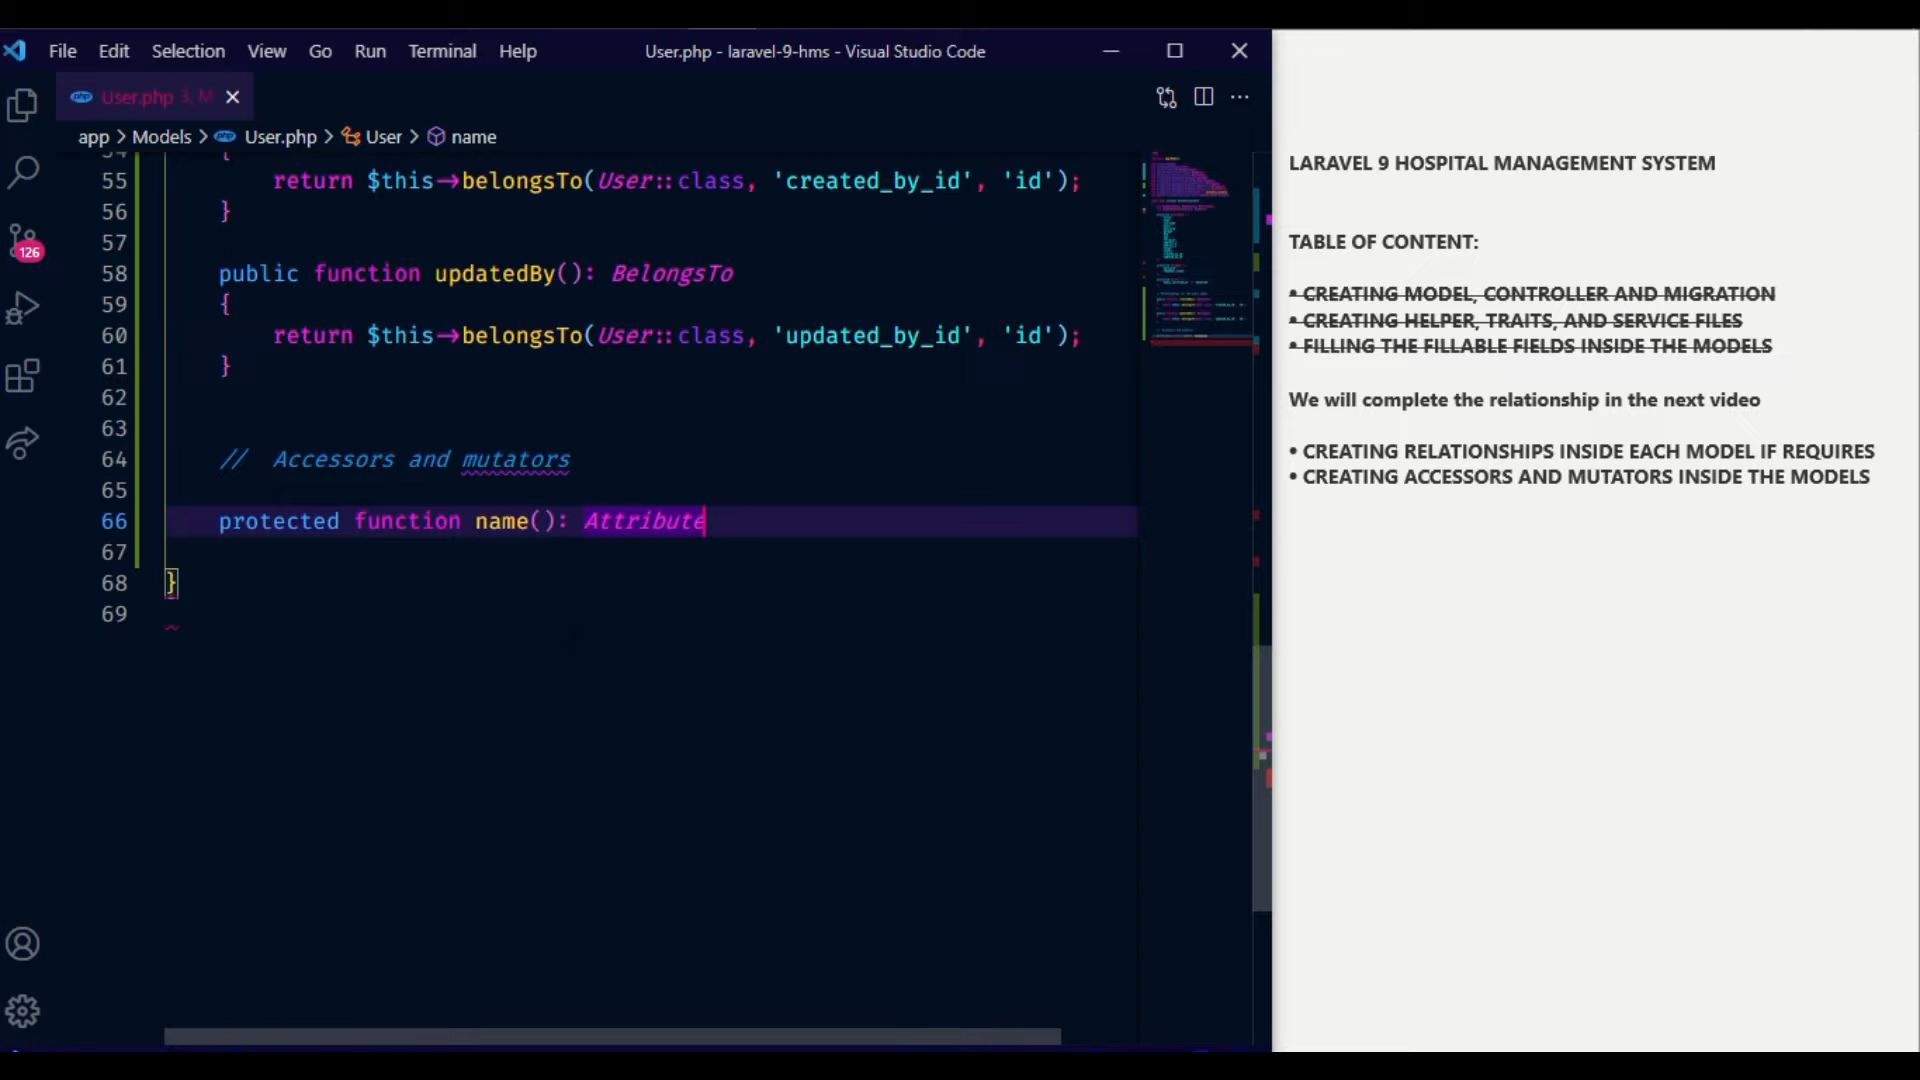 File Edit Selection View Go Run Terminal Help User.php - laravel-9-hms - Visual Studio Code
User.php 3, M
app > Models > User.php > User > name
54 {
55 return $this->belongsTo(User::class, 'created_by_id', 'id');
56 }
57
58 public function updatedBy(): BelongsTo
59 {
60 return $this->belongsTo(User::class, 'updated_by_id', 'id');
61 }
62
63
64 // Accessors and mutators
65
66 protected function name(): Attribute
67
68 }
69
126
LARAVEL 9 HOSPITAL MANAGEMENT SYSTEM
TABLE OF CONTENT:
• CREATING MODEL, CONTROLLER AND MIGRATION
• CREATING HELPER, TRAITS, AND SERVICE FILES
• FILLING THE FILLABLE FIELDS INSIDE THE MODELS
We will complete the relationship in the next video
• CREATING RELATIONSHIPS INSIDE EACH MODEL IF REQUIRES
• CREATING ACCESSORS AND MUTATORS INSIDE THE MODELS